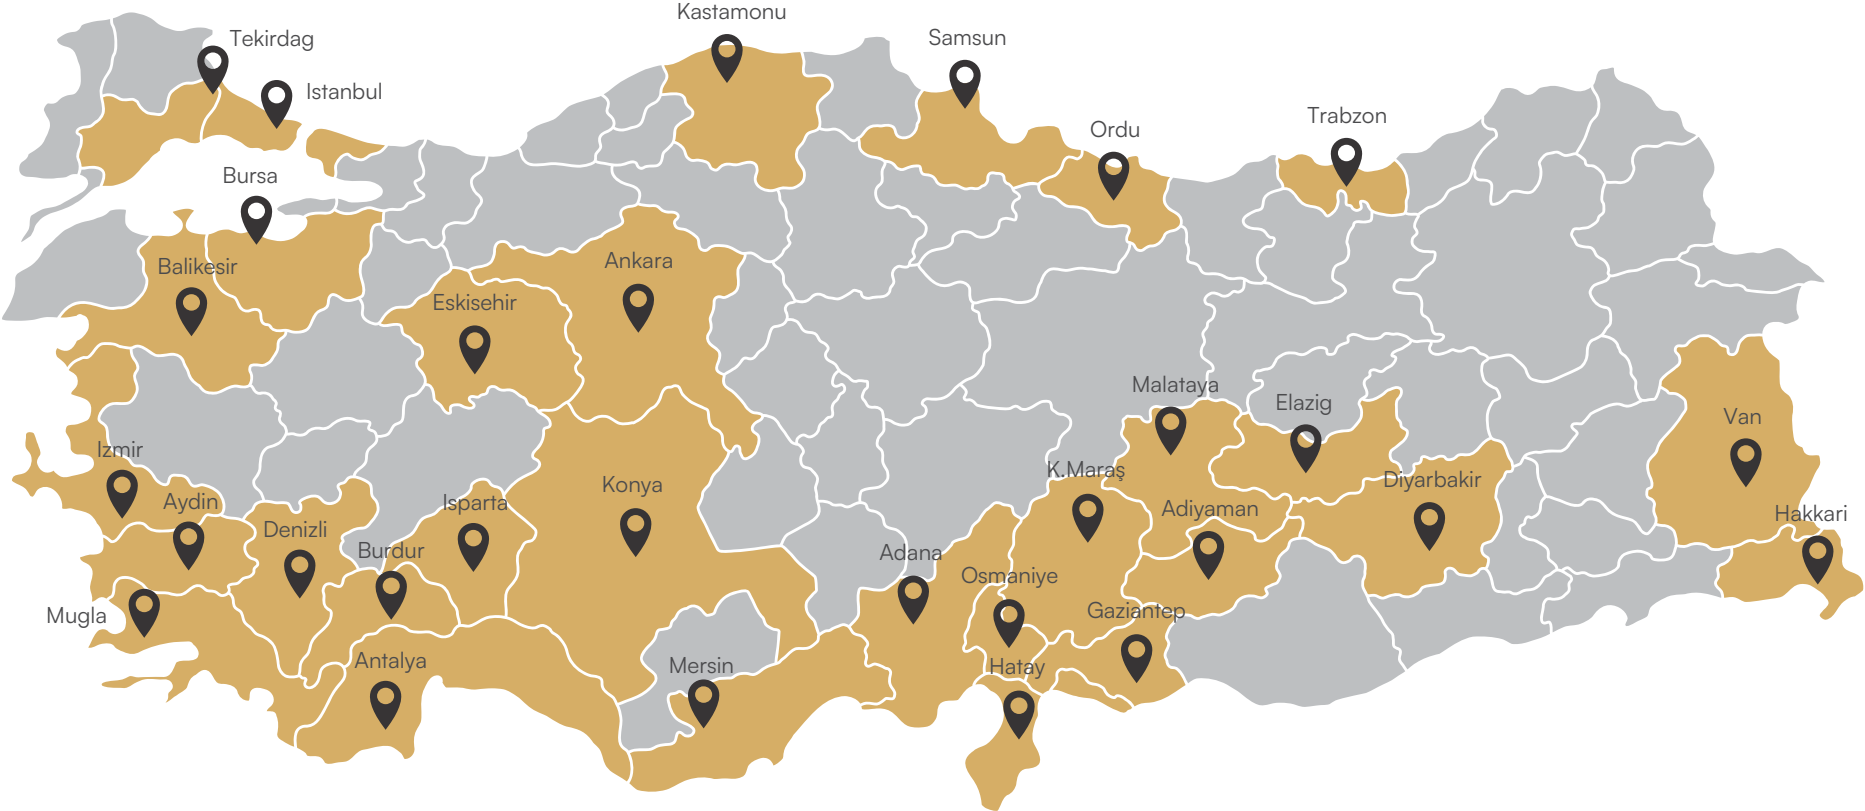 Kastamonu
Samsun
Tekirdag
Istanbul
Trabzon
Ordu
Bursa
Balikesir
Ankara
Eskisehir
Malataya
Elazig
Van
Izmir
K.Maraş
Diyarbakir
Konya
Aydin
Isparta
Adiyaman
Hakkari
Denizli
Burdur
Adana
Osmaniye
Mugla
Gaziantep
Antalya
Mersin
Hatay